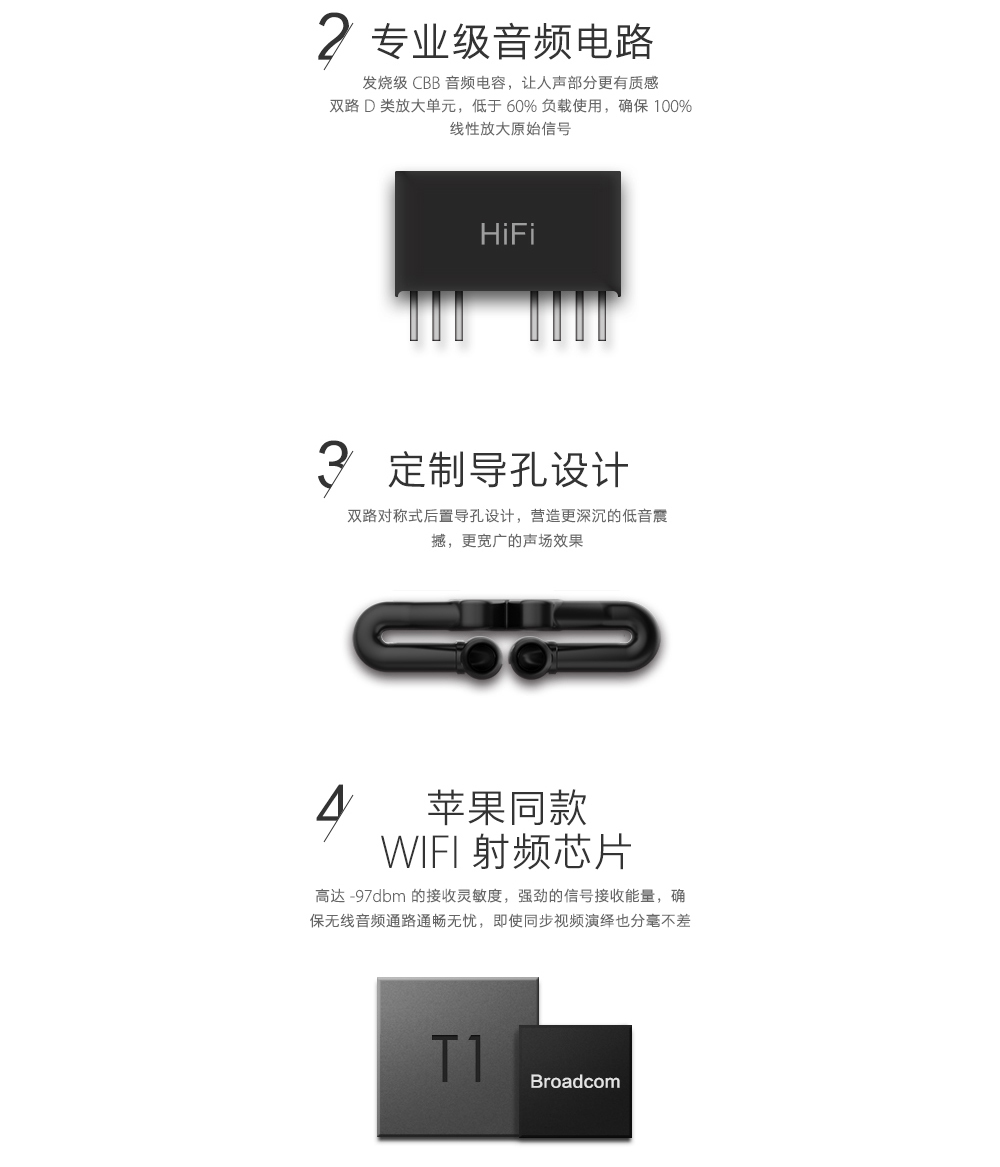 2 专业级音频电路
发烧级 CBB 音频电容，让人声部分更有质感
双路 D 类放大单元，低于 60% 负载使用，确保 100%
线性放大原始信号
HiFi
3 定制导孔设计
双路对称式后置导孔设计，营造更深沉的低音震
撼，更宽广的声场效果
4 苹果同款
WIFI 射频芯片
高达 -97dbm 的接收灵敏度，强劲的信号接收能量，确
保无线音频通路通畅无忧，即使同步视频演绎也分毫不差
T1
Broadcom